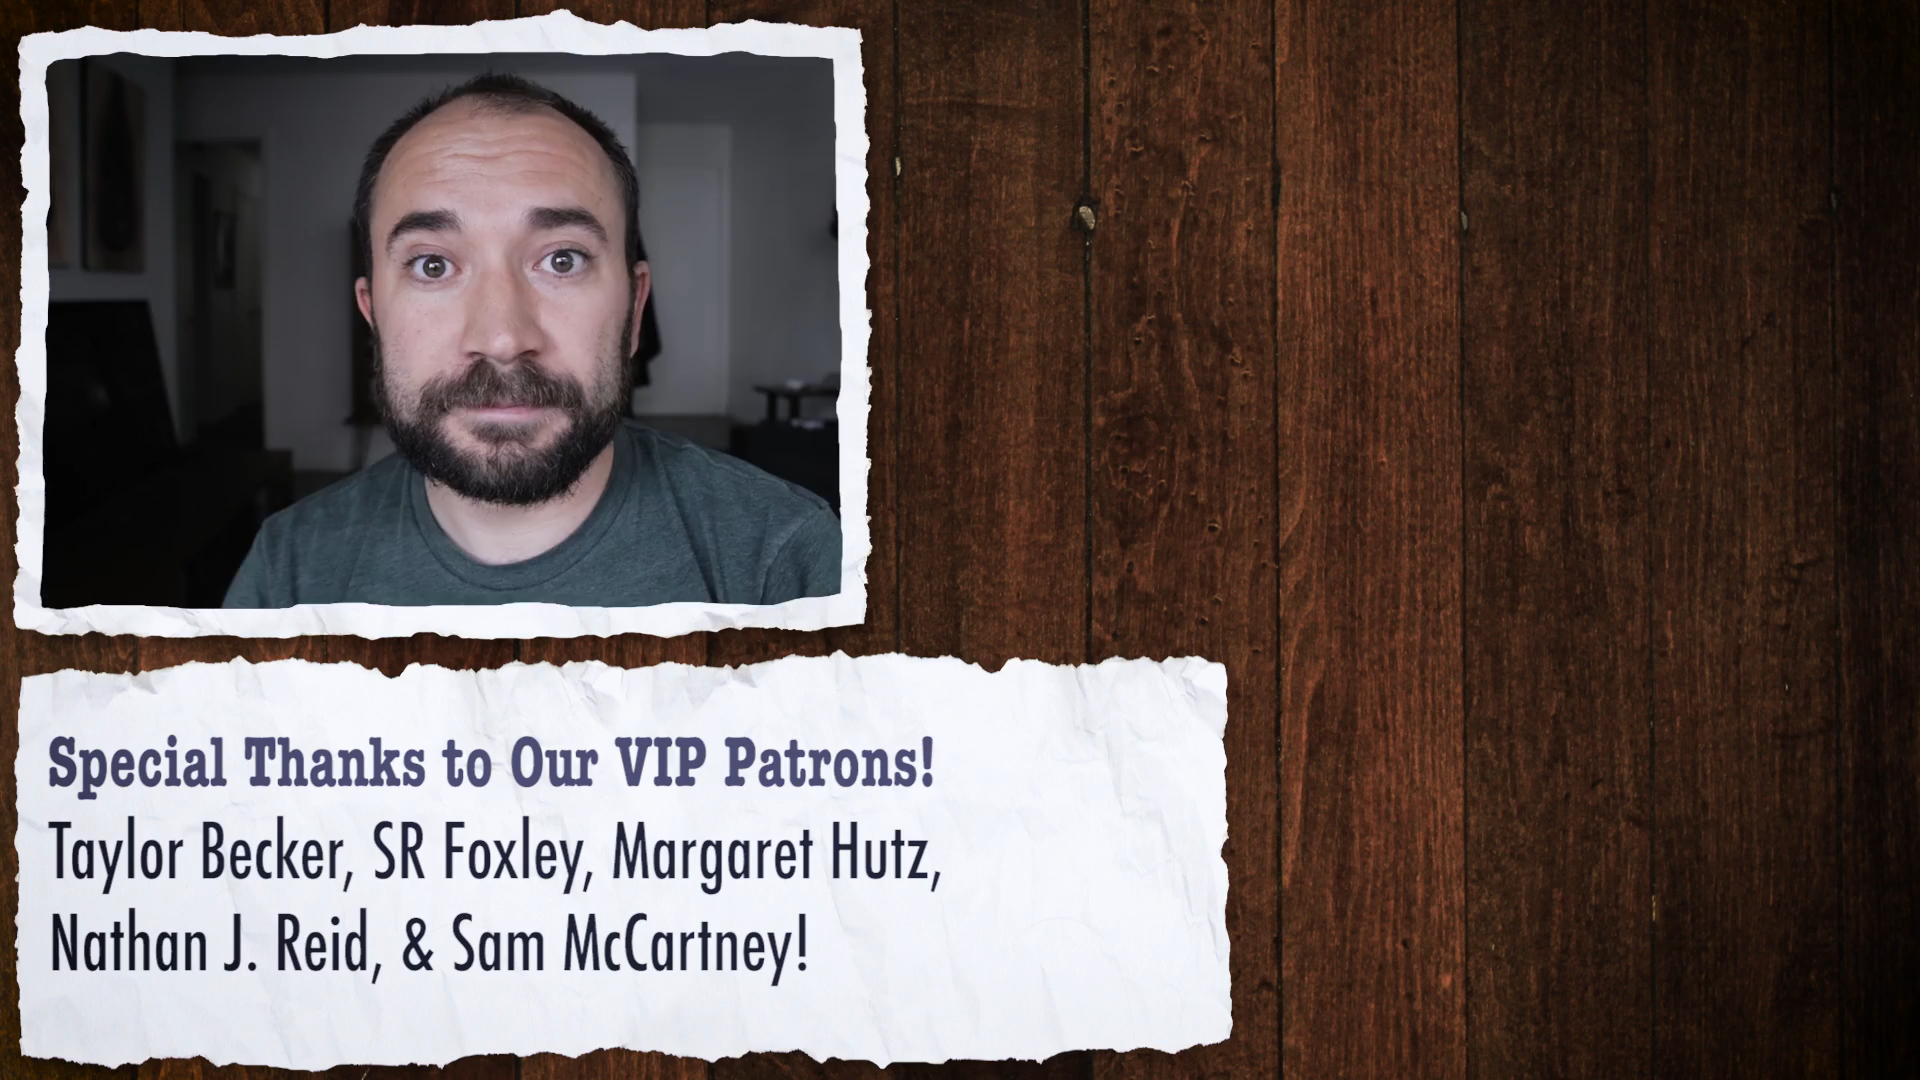 Special Thanks to Our VIP Patrons!
Taylor Becker, SR Foxley, Margaret Hutz,
Nathan J. Reid, & Sam McCartney!